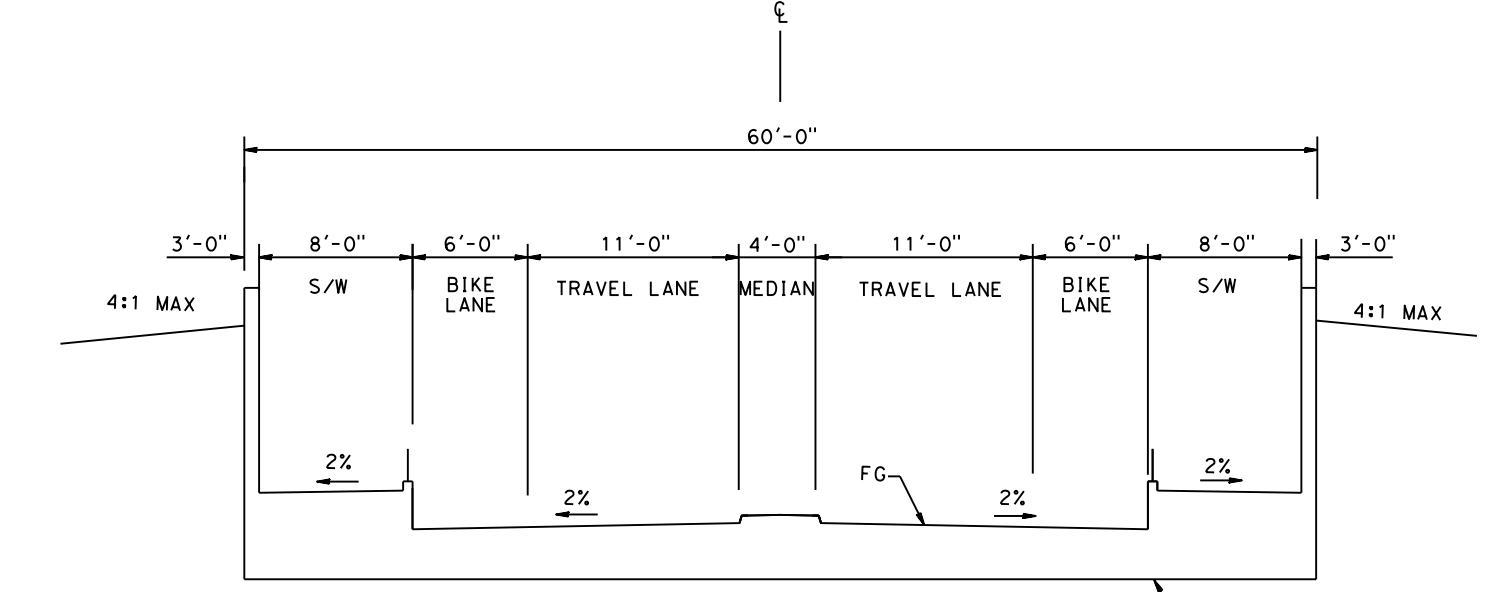 ℄
60'-0"
3'-0" 8'-0" 6'-0" 11'-0" 4'-0" 11'-0" 6'-0" 8'-0" 3'-0"
S/W BIKE LANE TRAVEL LANE MEDIAN TRAVEL LANE BIKE LANE S/W
4:1 MAX
4:1 MAX
2%
2%
FG
2%
2%